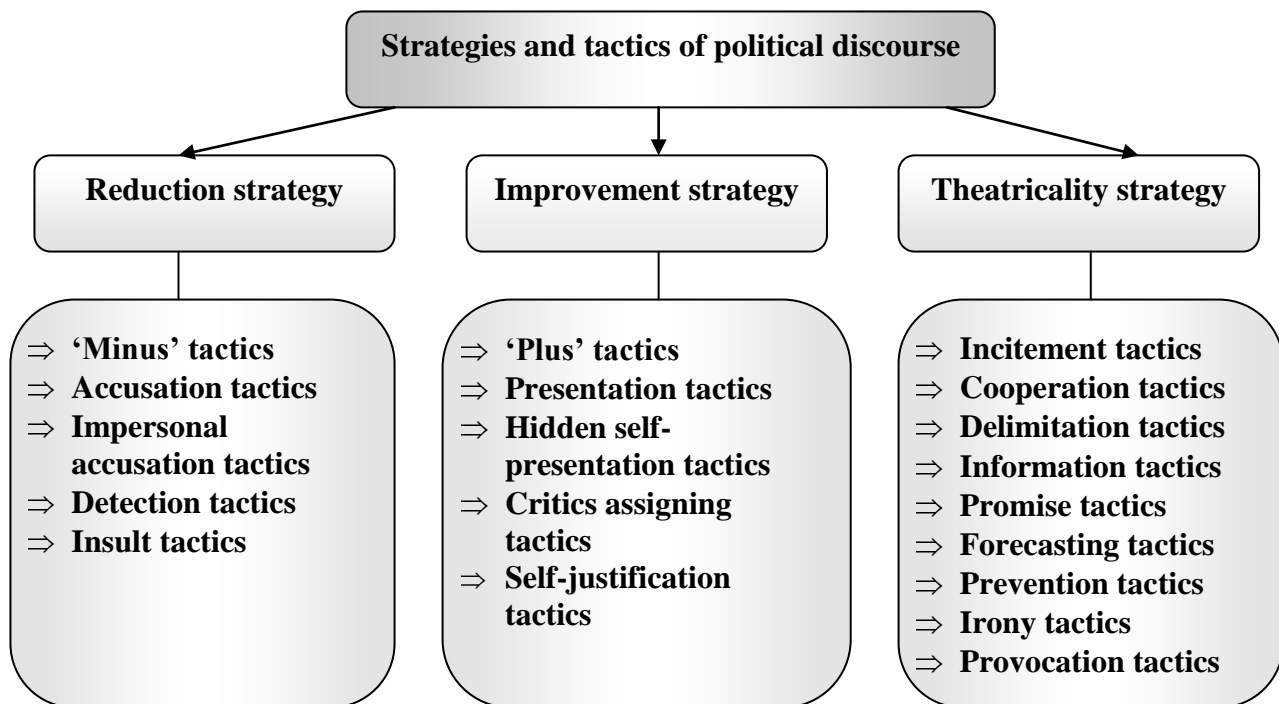 Strategies and tactics of political discourse
Reduction strategy
⇒ ‘Minus’ tactics
⇒ Accusation tactics
⇒ Impersonal
accusation tactics
⇒ Detection tactics
⇒ Insult tactics
Improvement strategy
⇒ ‘Plus’ tactics
⇒ Presentation tactics
⇒ Hidden self-
presentation tactics
⇒ Critics assigning
tactics
⇒ Self-justification
tactics
Theatricality strategy
⇒ Incitement tactics
⇒ Cooperation tactics
⇒ Delimitation tactics
⇒ Information tactics
⇒ Promise tactics
⇒ Forecasting tactics
⇒ Prevention tactics
⇒ Irony tactics
⇒ Provocation tactics